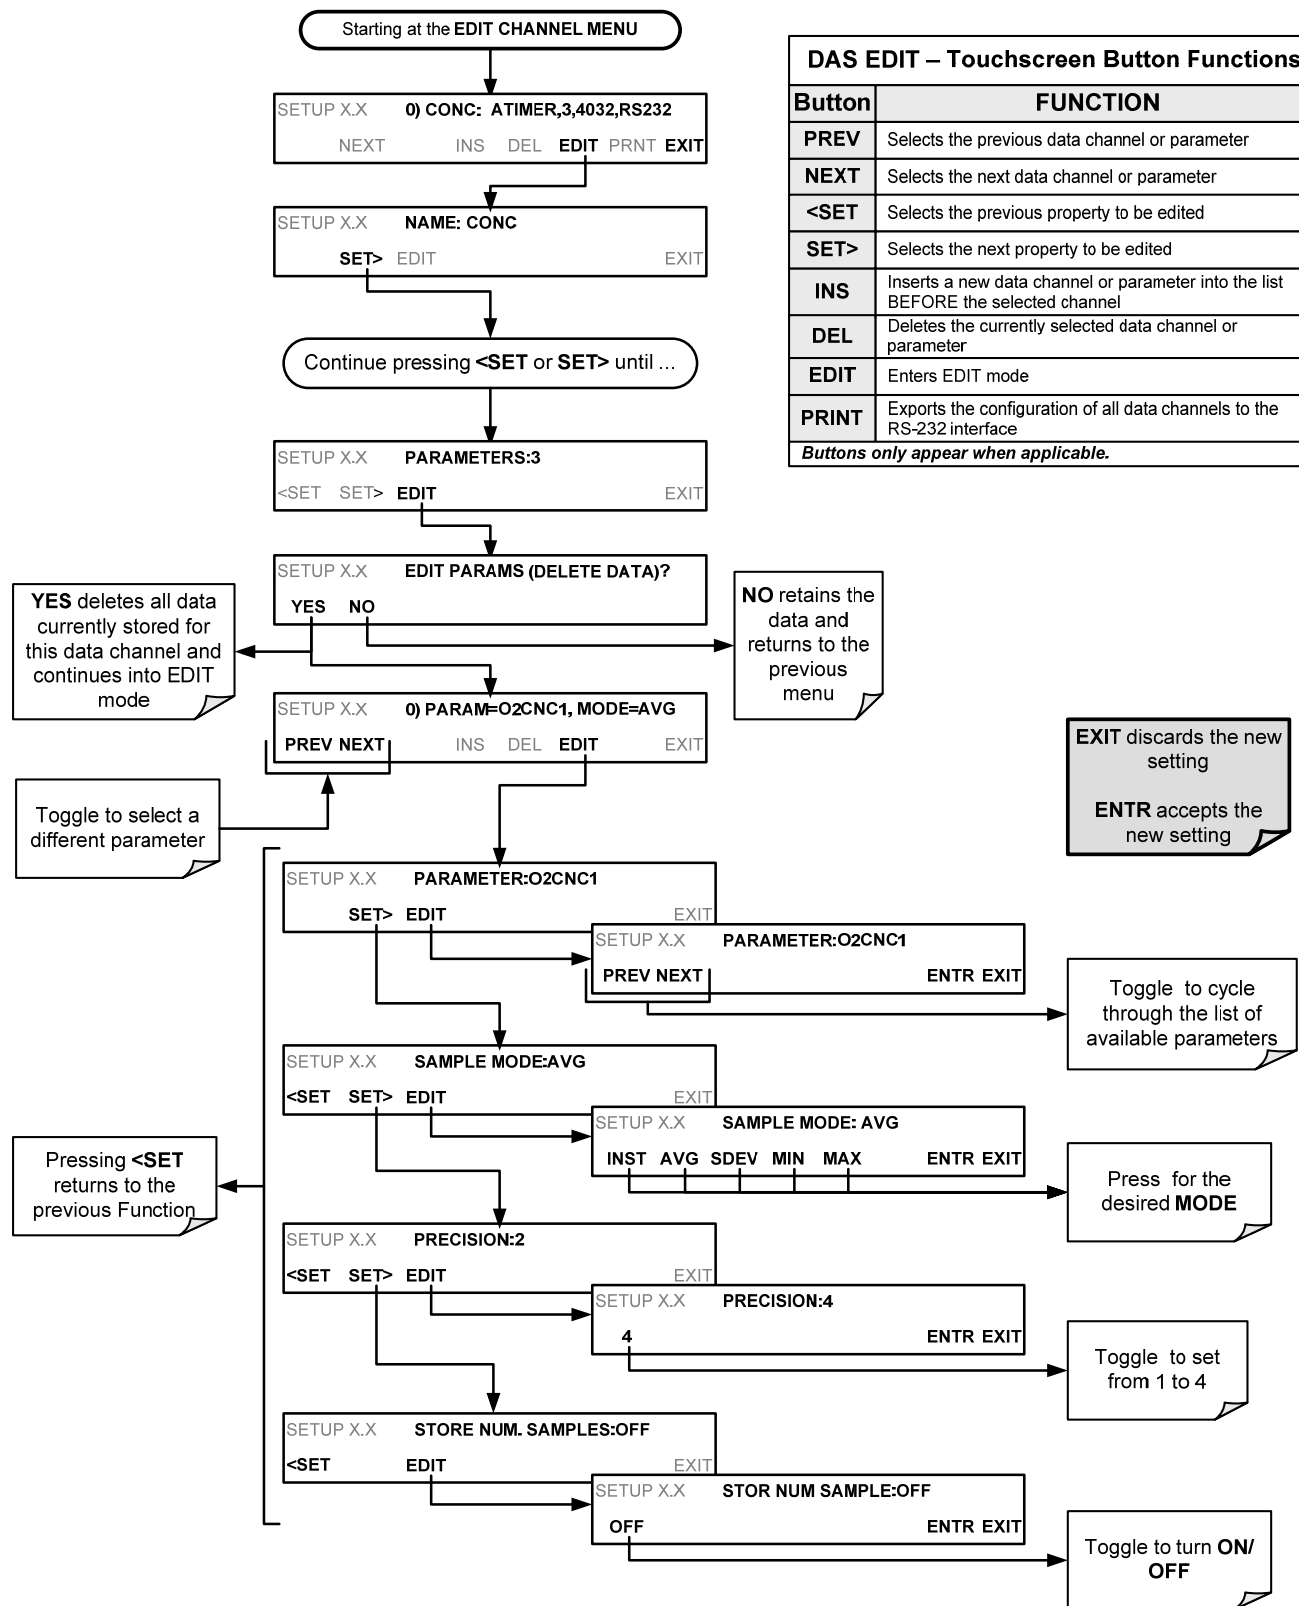 Starting at the EDIT CHANNEL MENU
SETUP X.X 0) CONC: ATIMER,3,4032,RS232
NEXT INS DEL EDIT PRNT EXIT
SETUP X.X NAME: CONC
SET> EDIT EXIT
Continue pressing <SET or SET> until ...
SETUP X.X PARAMETERS:3
<SET SET> EDIT EXIT
SETUP X.X EDIT PARAMS (DELETE DATA)?
YES NO
YES deletes all data
currently stored for
this data channel and
continues into EDIT
mode
NO retains the
data and
returns to the
previous
menu
SETUP X.X 0) PARAM=O2CNC1, MODE=AVG
PREV NEXT INS DEL EDIT EXIT
Toggle to select a
different parameter
DAS EDIT – Touchscreen Button Functions
Button FUNCTION
PREV Selects the previous data channel or parameter
NEXT Selects the next data channel or parameter
<SET Selects the previous property to be edited
SET> Selects the next property to be edited
INS Inserts a new data channel or parameter into the list
BEFORE the selected channel
DEL Deletes the currently selected data channel or
parameter
EDIT Enters EDIT mode
PRINT Exports the configuration of all data channels to the
RS-232 interface
Buttons only appear when applicable.
EXIT discards the new
setting
ENTR accepts the
new setting
SETUP X.X PARAMETER:O2CNC1
SET> EDIT EXIT
SETUP X.X PARAMETER:O2CNC1
PREV NEXT ENTR EXIT
Toggle to cycle
through the list of
available parameters
SETUP X.X SAMPLE MODE:AVG
<SET SET> EDIT EXIT
SETUP X.X SAMPLE MODE: AVG
INST AVG SDEV MIN MAX ENTR EXIT
Press for the
desired MODE
Pressing <SET
returns to the
previous Function
SETUP X.X PRECISION:2
<SET SET> EDIT EXIT
SETUP X.X PRECISION:4
4 ENTR EXIT
Toggle to set
from 1 to 4
SETUP X.X STORE NUM. SAMPLES:OFF
<SET EDIT EXIT
SETUP X.X STOR NUM SAMPLE:OFF
OFF ENTR EXIT
Toggle to turn ON/
OFF